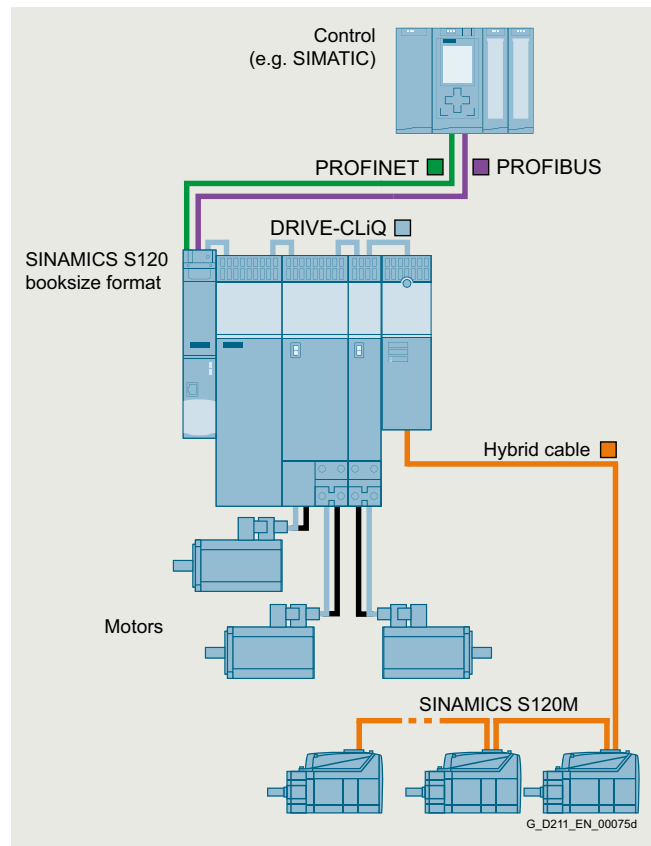 Control
(e.g. SIMATIC)
PROFINET
PROFIBUS
DRIVE-CLiQ
SINAMICS S120
booksize format
Hybrid cable
Motors
SINAMICS S120M
G_D211_EN_00075d